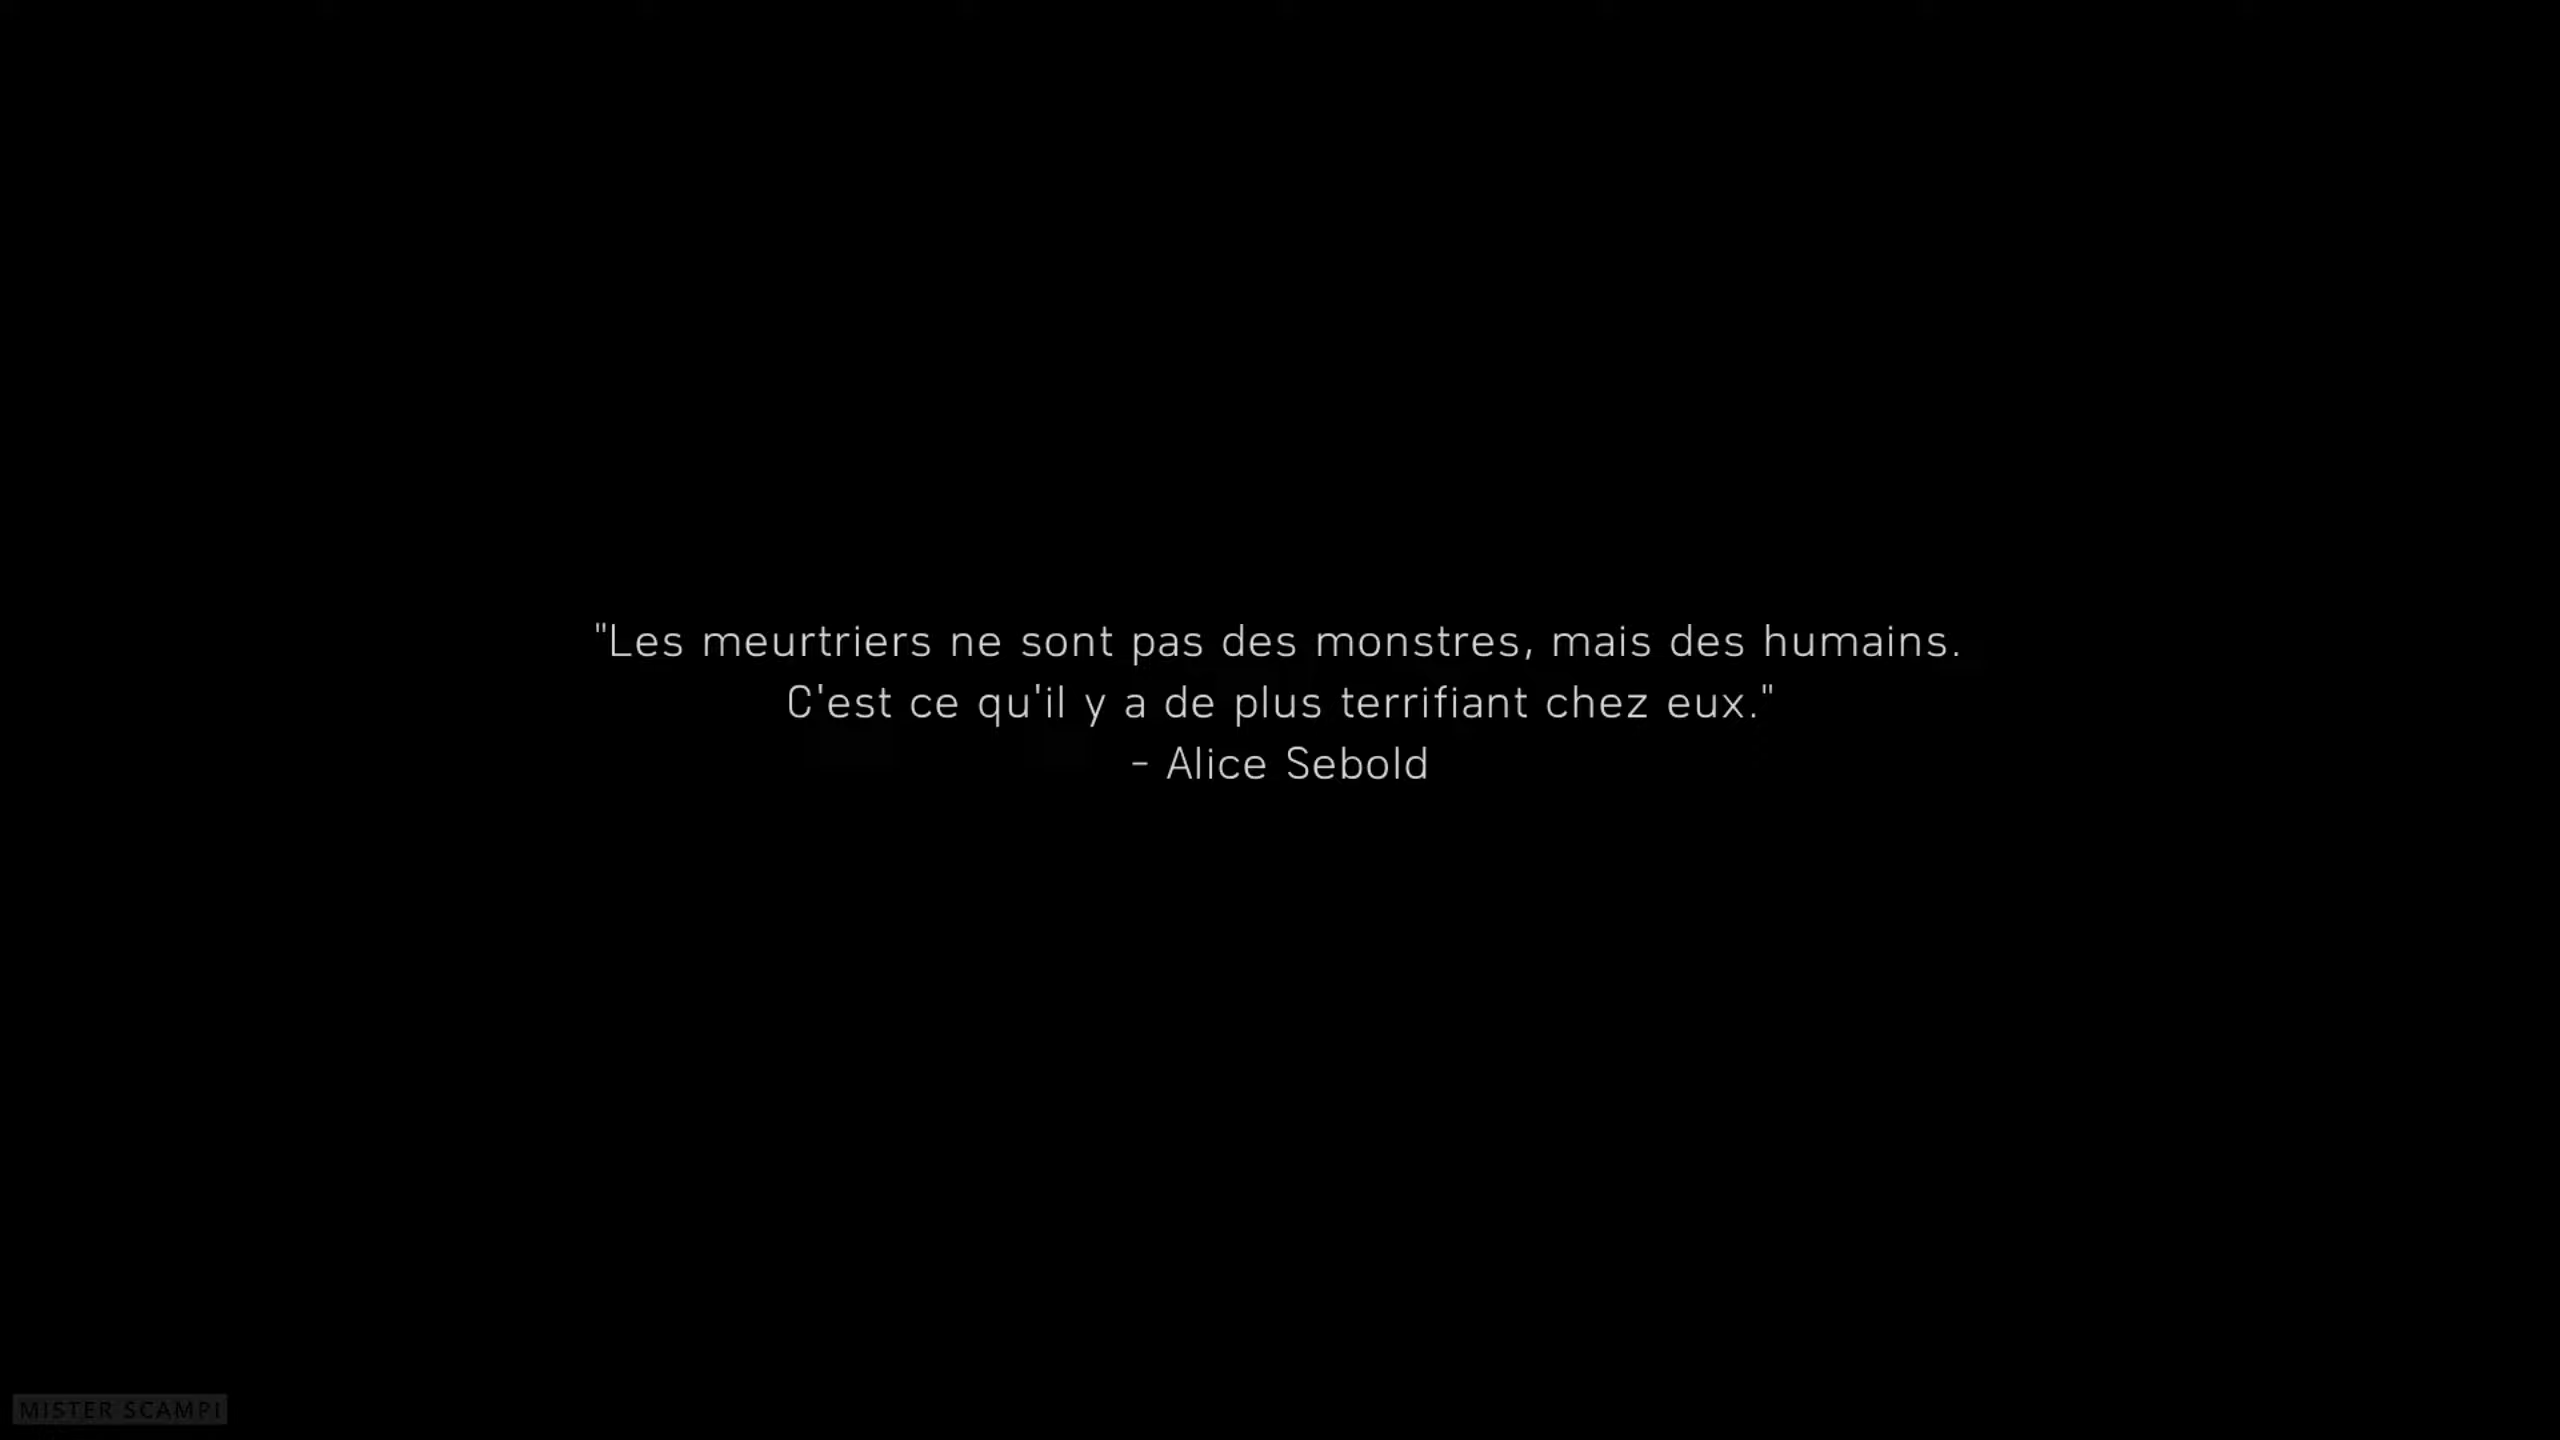 "Les meurtriers ne sont pas des monstres, mais des humains.
C'est ce qu'il y a de plus terrifiant chez eux."
- Alice Sebold
MISTER SCAMPI